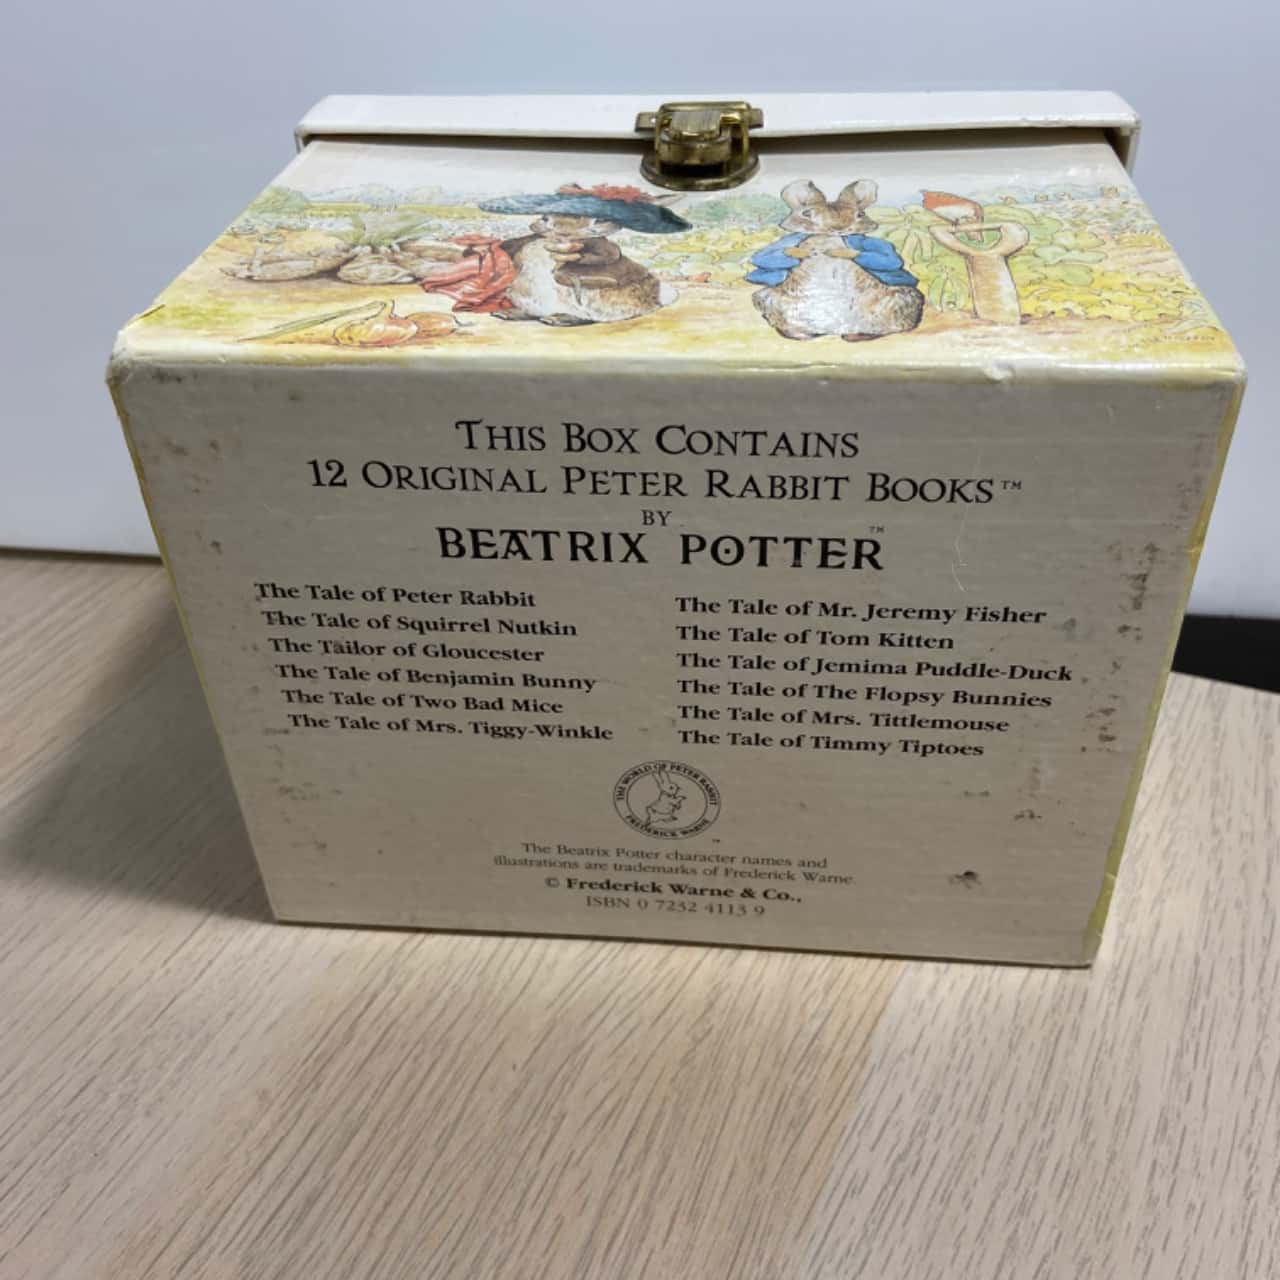 THIS BOX CONTAINS
12 ORIGINAL PETER RABBIT BOOKS™
BY
BEATRIX POTTER™
The Tale of Peter Rabbit
The Tale of Squirrel Nutkin
The Tailor of Gloucester
The Tale of Benjamin Bunny
The Tale of Two Bad Mice
The Tale of Mrs. Tiggy-Winkle
The Tale of Mr. Jeremy Fisher
The Tale of Tom Kitten
The Tale of Jemima Puddle-Duck
The Tale of The Flopsy Bunnies
The Tale of Mrs. Tittlemouse
The Tale of Timmy Tiptoes
THE WORLD OF PETER RABBIT
FREDERICK WARNE
™
The Beatrix Potter character names and
illustrations are trademarks of Frederick Warne
© Frederick Warne & Co.,
ISBN 0 7232 4113 9